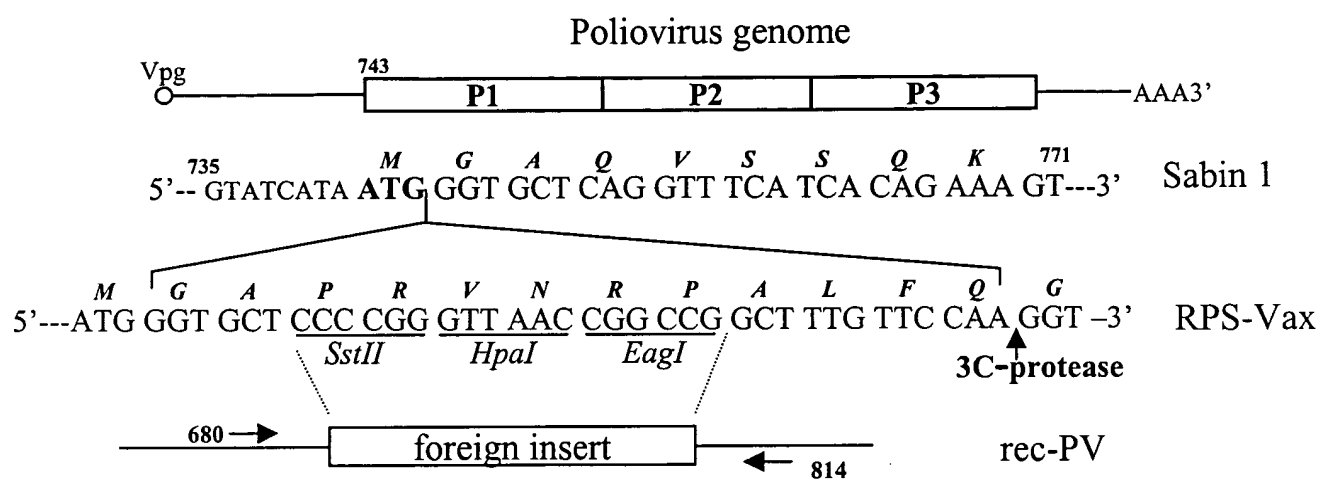 Poliovirus genome
Vpg 743 P1 P2 P3 AAA3'
735 M G A Q V S S Q K 771
5'-- GTATCATA ATG GGT GCT CAG GTT TCA TCA CAG AAA GT---3' Sabin 1
M G A P R V N R P A L F Q G
5'---ATG GGT GCT CCC CGG GTT AAC CGG CCG GCT TTG TTC CAA GGT –3' RPS-Vax
SstII HpaI EagI
3C-protease
680 foreign insert 814 rec-PV